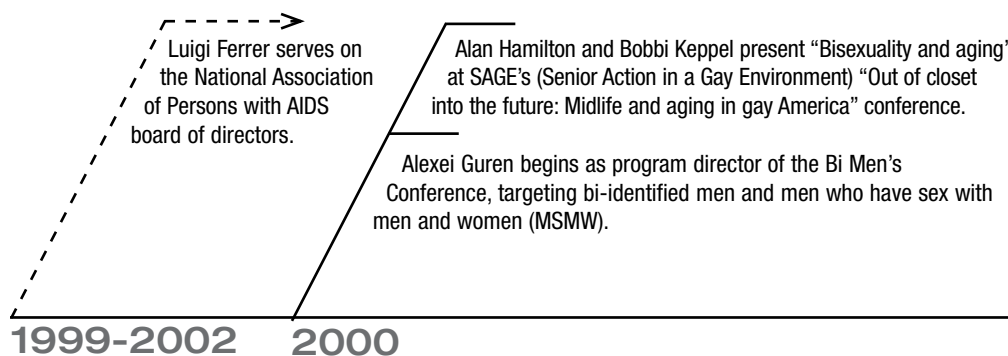 Luigi Ferrer serves on
the National Association
of Persons with AIDS
board of directors.
Alan Hamilton and Bobbi Keppel present “Bisexuality and aging”
at SAGE’s (Senior Action in a Gay Environment) “Out of closet
into the future: Midlife and aging in gay America” conference.
Alexei Guren begins as program director of the Bi Men’s
Conference, targeting bi-identified men and men who have sex with
men and women (MSMW).
1999-2002
2000